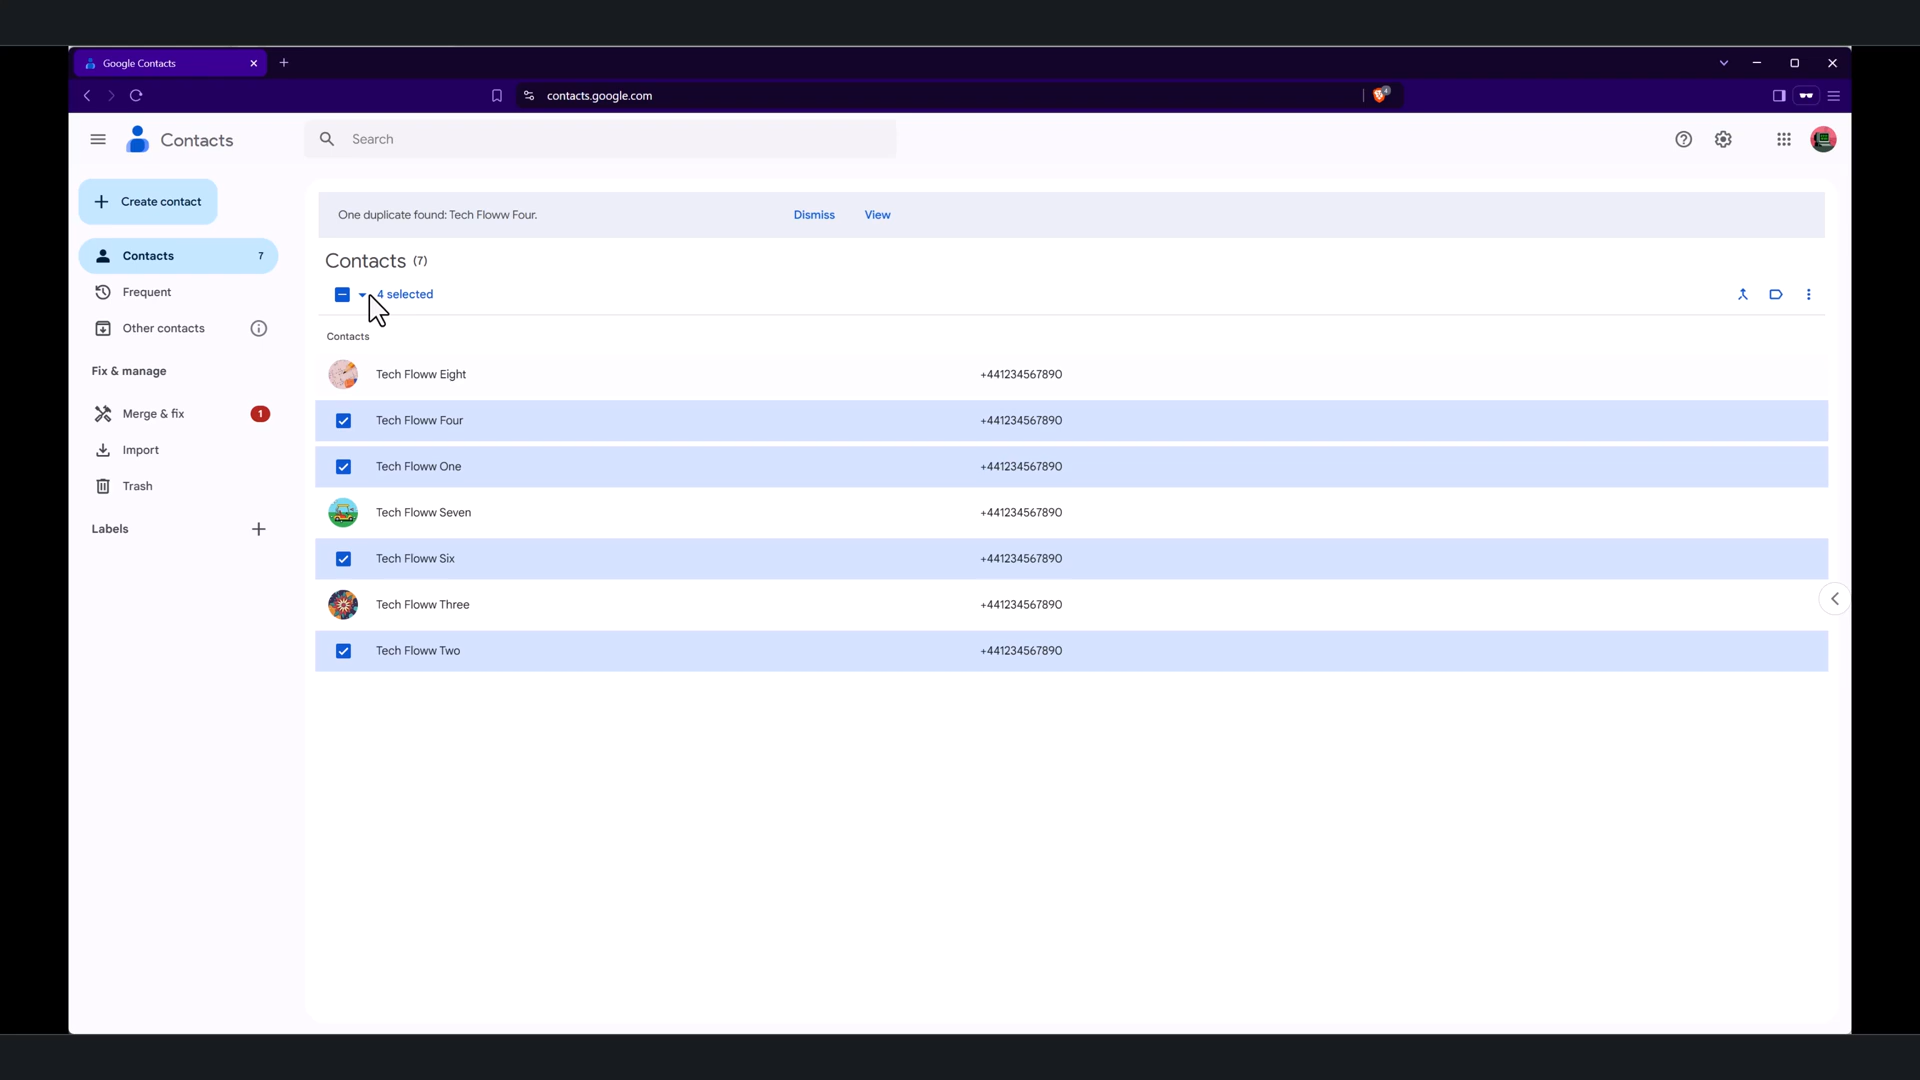 Google Contacts
contacts.google.com
4
Contacts
Search
Create contact
One duplicate found: Tech Floww Four.
Dismiss
View
Contacts 7
Contacts (7)
Frequent
4 selected
Other contacts
Contacts
Fix & manage
Tech Floww Eight +441234567890
Merge & fix 1
Tech Floww Four +441234567890
Import
Tech Floww One +441234567890
Trash
Tech Floww Seven +441234567890
Labels
Tech Floww Six +441234567890
Tech Floww Three +441234567890
Tech Floww Two +441234567890